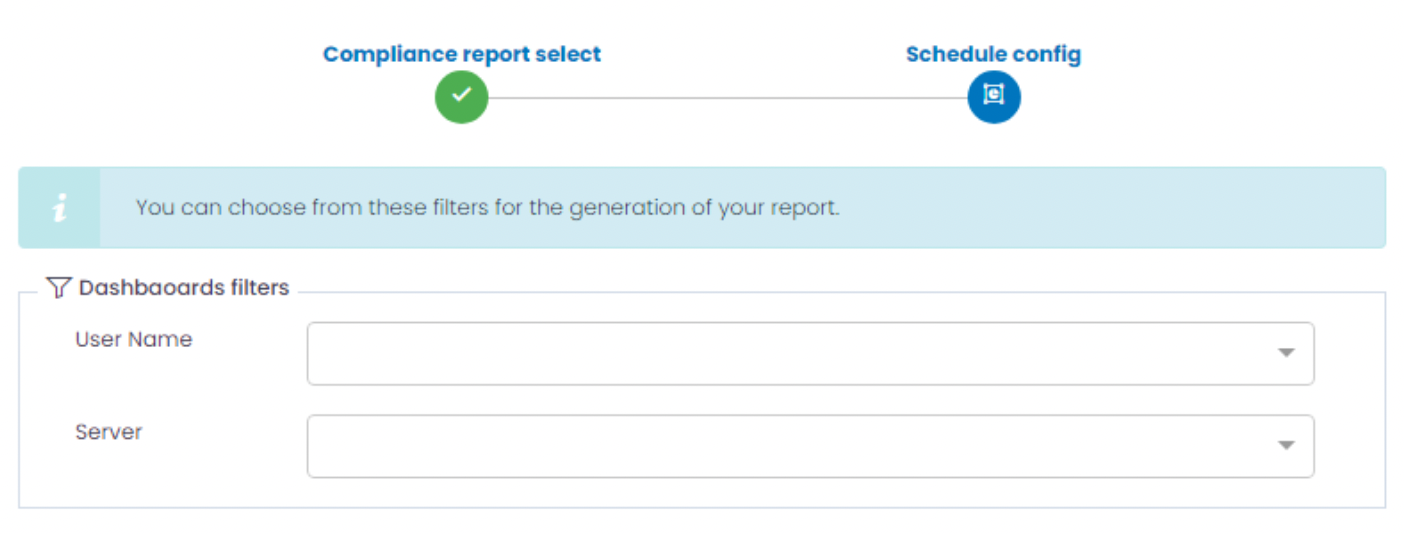 Compliance report select
Schedule config
You can choose from these filters for the generation of your report.
Dashbaoards filters
User Name
Server